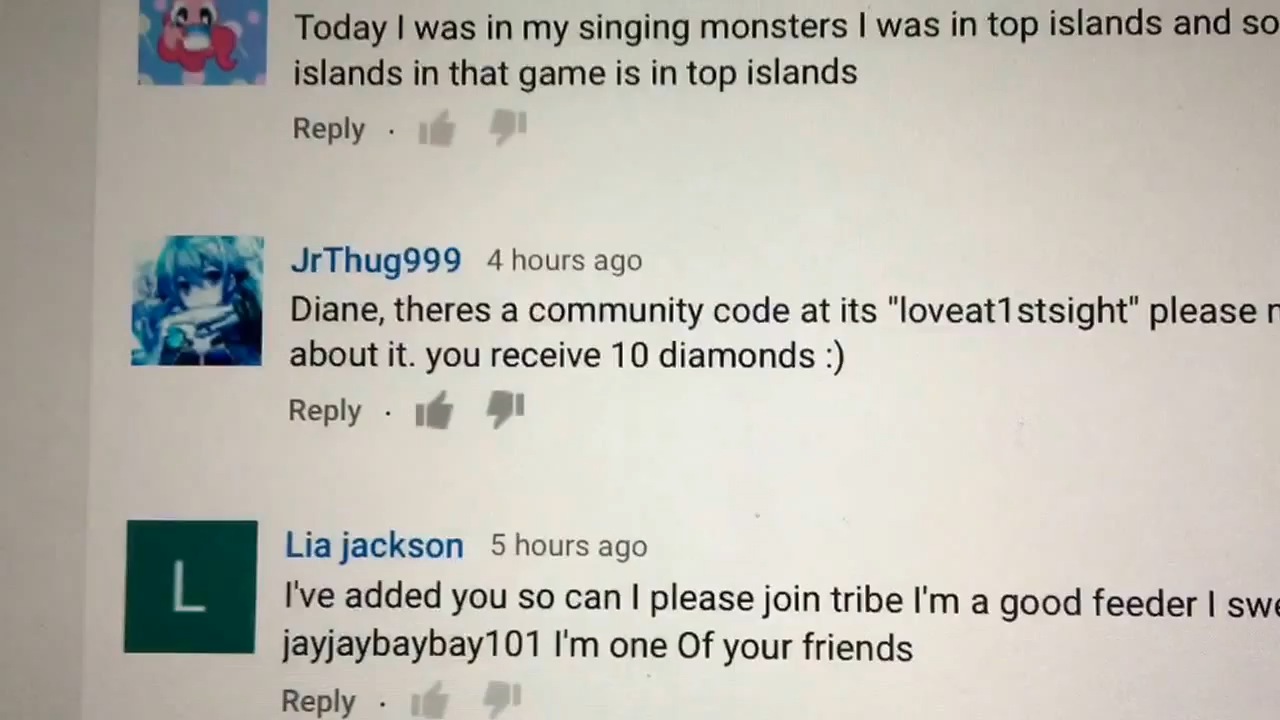 Today I was in my singing monsters I was in top islands and so
islands in that game is in top islands
Reply ·
JrThug999 4 hours ago
Diane, theres a community code at its "loveat1stsight" please
about it. you receive 10 diamonds :)
Reply ·
L
Lia jackson 5 hours ago
I've added you so can I please join tribe I'm a good feeder I swe
jayjaybaybay101 I'm one Of your friends
Reply ·